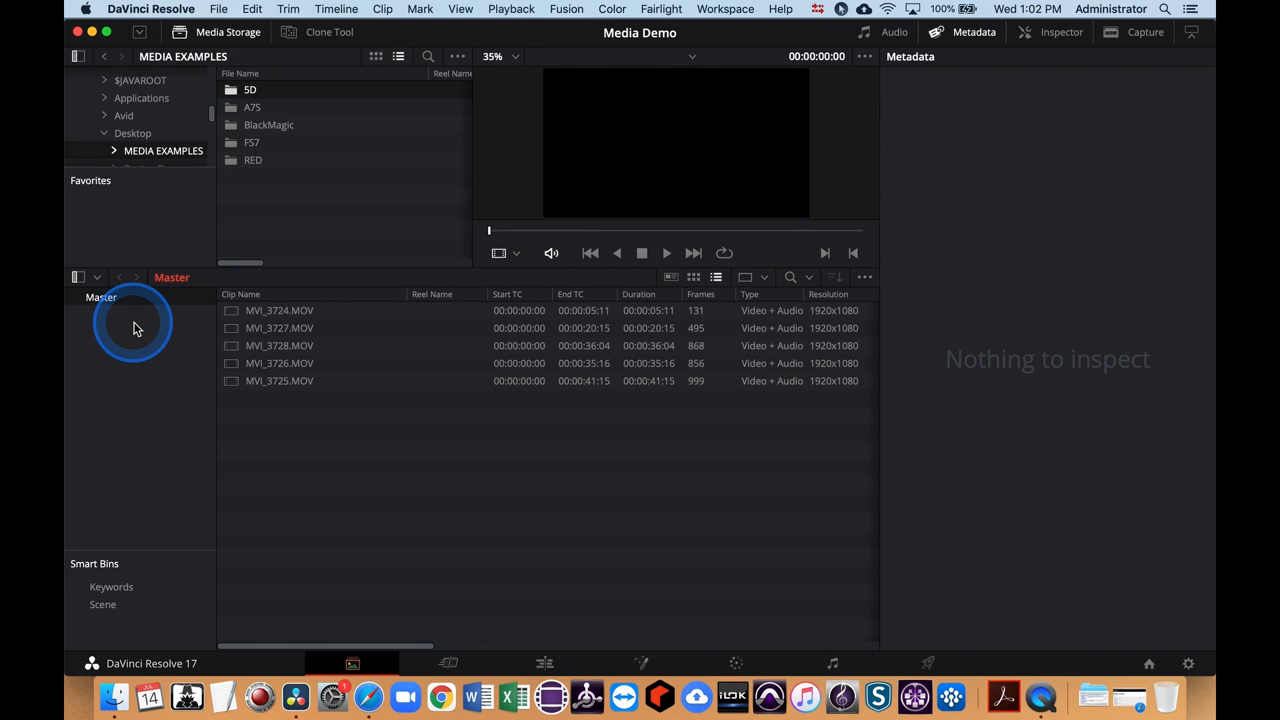 DaVinci Resolve File Edit Trim Timeline Clip Mark View Playback Fusion Color Fairlight Workspace Help 100% Wed 1:02 PM Administrator
Media Storage Clone Tool Media Demo Audio Metadata Inspector Capture
MEDIA EXAMPLES 35% 00:00:00:00 Metadata
File Name Reel Name
$JAVAROOT
Applications
Avid
Desktop
MEDIA EXAMPLES
5D
A7S
BlackMagic
FS7
RED
Favorites
Master
Master
Clip Name Reel Name Start TC End TC Duration Frames Type Resolution
MVI_3724.MOV 00:00:00:00 00:00:05:11 00:00:05:11 131 Video + Audio 1920x1080
MVI_3727.MOV 00:00:00:00 00:00:20:15 00:00:20:15 495 Video + Audio 1920x1080
MVI_3728.MOV 00:00:00:00 00:00:36:04 00:00:36:04 868 Video + Audio 1920x1080
MVI_3726.MOV 00:00:00:00 00:00:35:16 00:00:35:16 856 Video + Audio 1920x1080
MVI_3725.MOV 00:00:00:00 00:00:41:15 00:00:41:15 999 Video + Audio 1920x1080
Nothing to inspect
Smart Bins
Keywords
Scene
DaVinci Resolve 17
JUL
14
1
iLOK